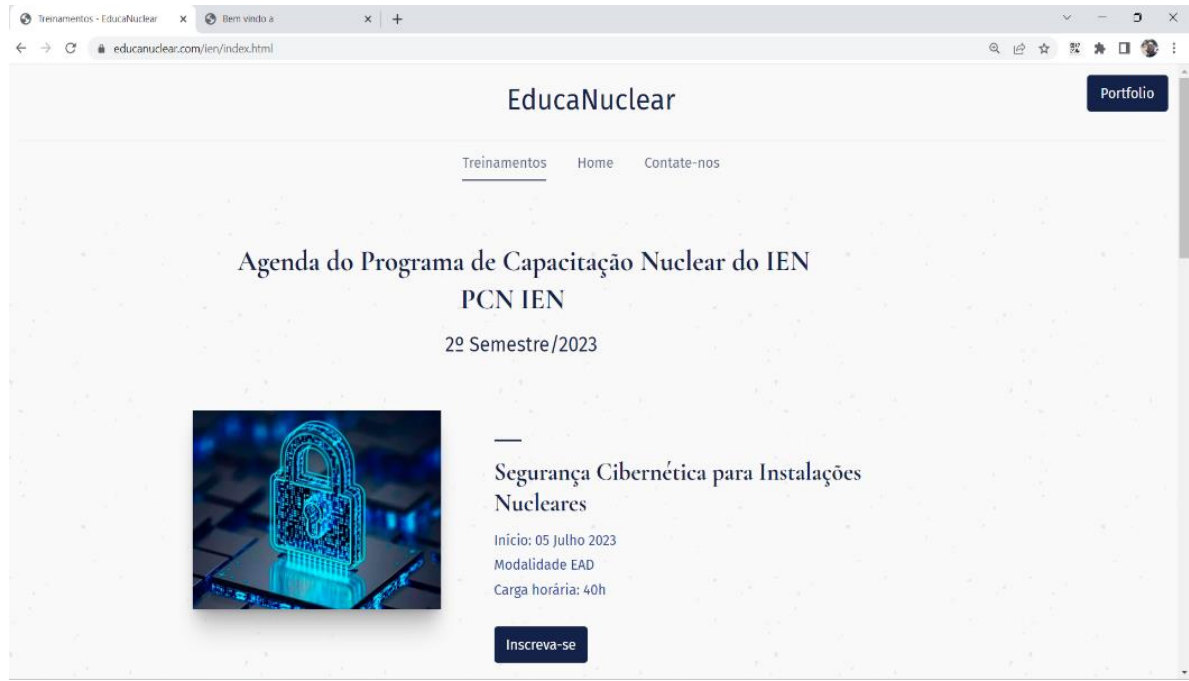 Treinamentos - EducaNuclear
Bem vindo a
educanuclear.com/ien/index.html
EducaNuclear
Portfolio
Treinamentos Home Contate-nos
Agenda do Programa de Capacitação Nuclear do IEN
PCN IEN
2º Semestre/2023
Segurança Cibernética para Instalações
Nucleares
Inicio: 05 Julho 2023
Modalidade EAD
Carga horária: 40h
Inscreva-se